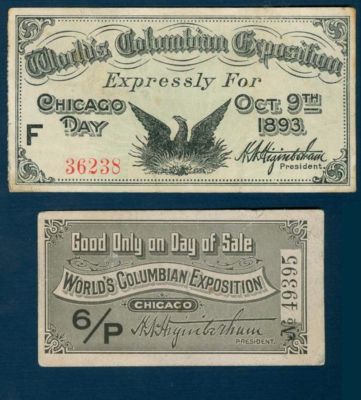 World's Columbian Exposition
Expressly For
CHICAGO DAY
OCT. 9TH 1893.
F
36238
H. N. Higinbotham
PRESIDENT.
Good Only on Day of Sale
WORLD'S COLUMBIAN EXPOSITION
CHICAGO
6/P
H. N. Higinbotham
PRESIDENT.
No 49395